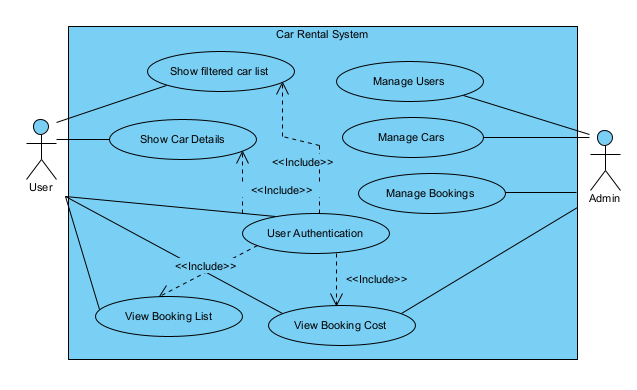 Car Rental System
Show filtered car list
Manage Users
Show Car Details
Manage Cars
<<Include>>
<<Include>>
User
Manage Bookings
Admin
User Authentication
<<Include>>
<<Include>>
View Booking List
View Booking Cost